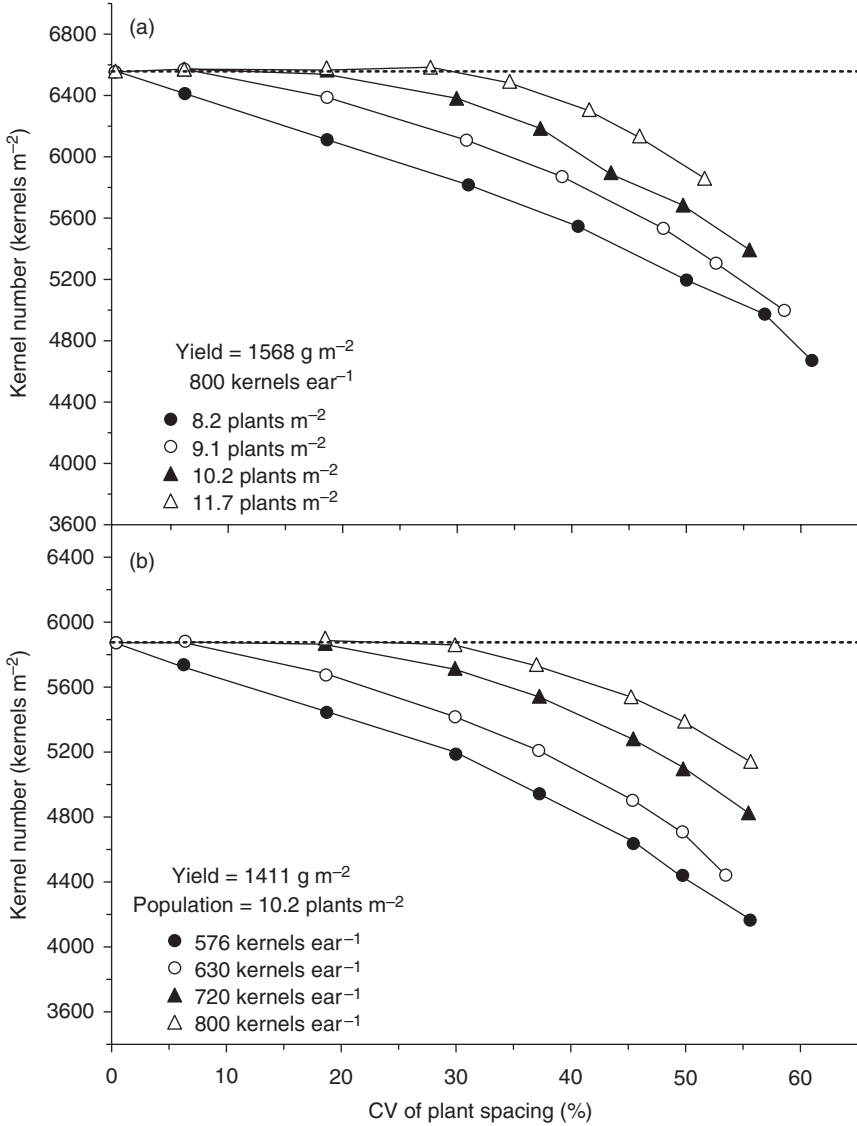 (a)
6800
6400
6000
5600
5200
4800
4400
4000
3600
Kernel number (kernels m⁻²)
Yield = 1568 g m⁻²
800 kernels ear⁻¹
8.2 plants m⁻²
9.1 plants m⁻²
10.2 plants m⁻²
11.7 plants m⁻²
(b)
6400
6000
5600
5200
4800
4400
4000
3600
Kernel number (kernels m⁻²)
Yield = 1411 g m⁻²
Population = 10.2 plants m⁻²
576 kernels ear⁻¹
630 kernels ear⁻¹
720 kernels ear⁻¹
800 kernels ear⁻¹
0 10 20 30 40 50 60
CV of plant spacing (%)